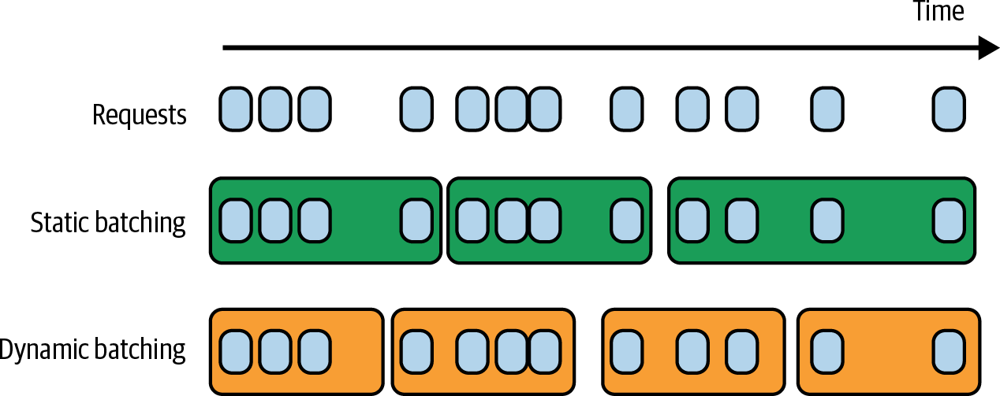 Time
Requests
Static batching
Dynamic batching